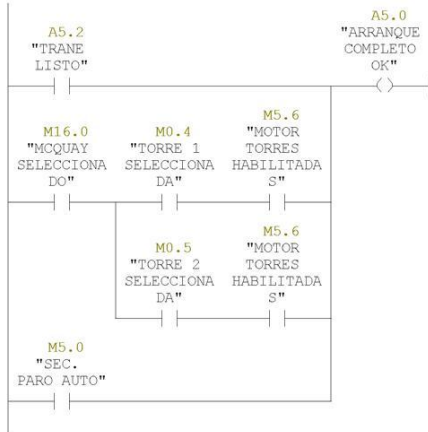 A5.2
"TRANE
LISTO"
A5.0
"ARRANQUE
COMPLETO
OK"
M16.0
"MCQUAY
SELECCIONA
DO"
M0.4
"TORRE 1
SELECCIONA
DA"
M5.6
"MOTOR
TORRES
HABILITADA
S"
M0.5
"TORRE 2
SELECCIONA
DA"
M5.6
"MOTOR
TORRES
HABILITADA
S"
M5.0
"SEC.
PARO AUTO"